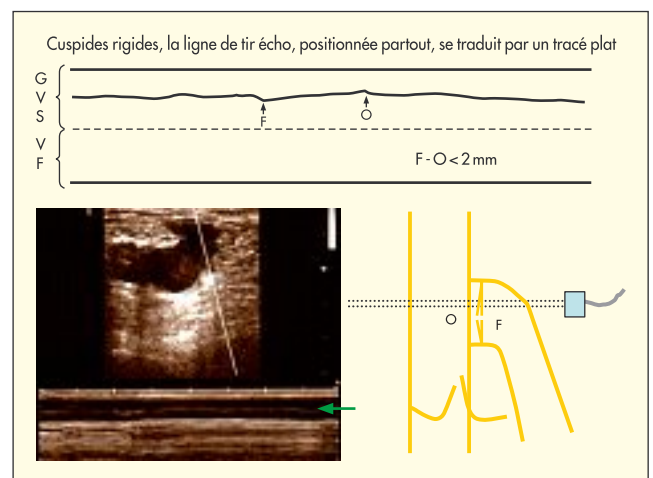 Cuspides rigides, la ligne de tir écho, positionnée partout, se traduit par un tracé plat
G
V
S
F
O
V
F
F - O < 2 mm
O
F